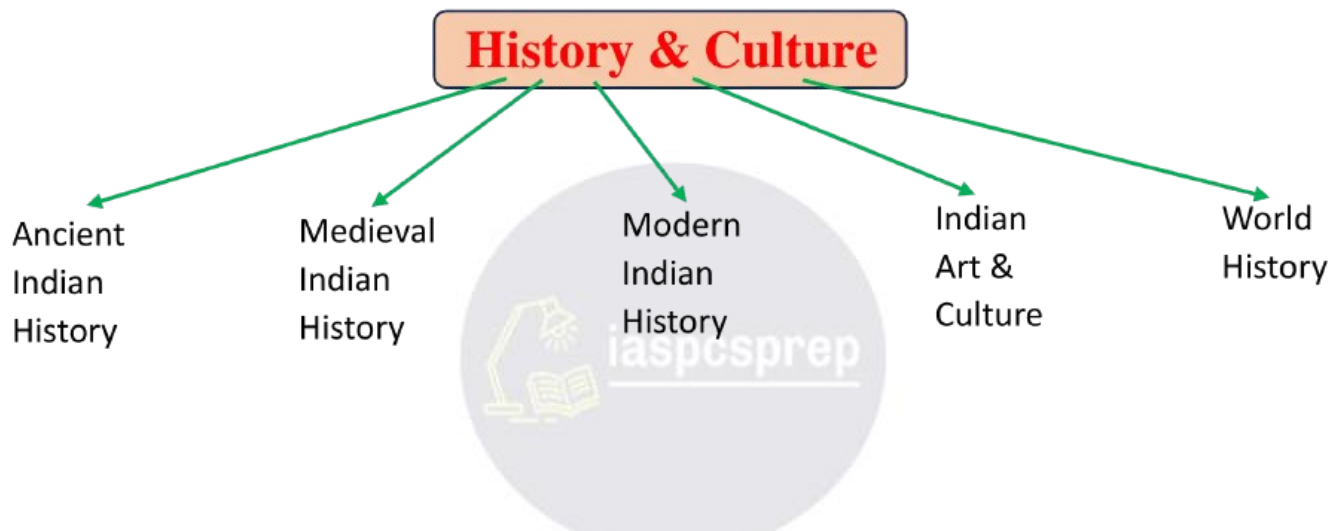 History & Culture
Ancient
Indian
History
Medieval
Indian
History
Modern
Indian
History
Indian
Art &
Culture
World
History
iaspcsprep